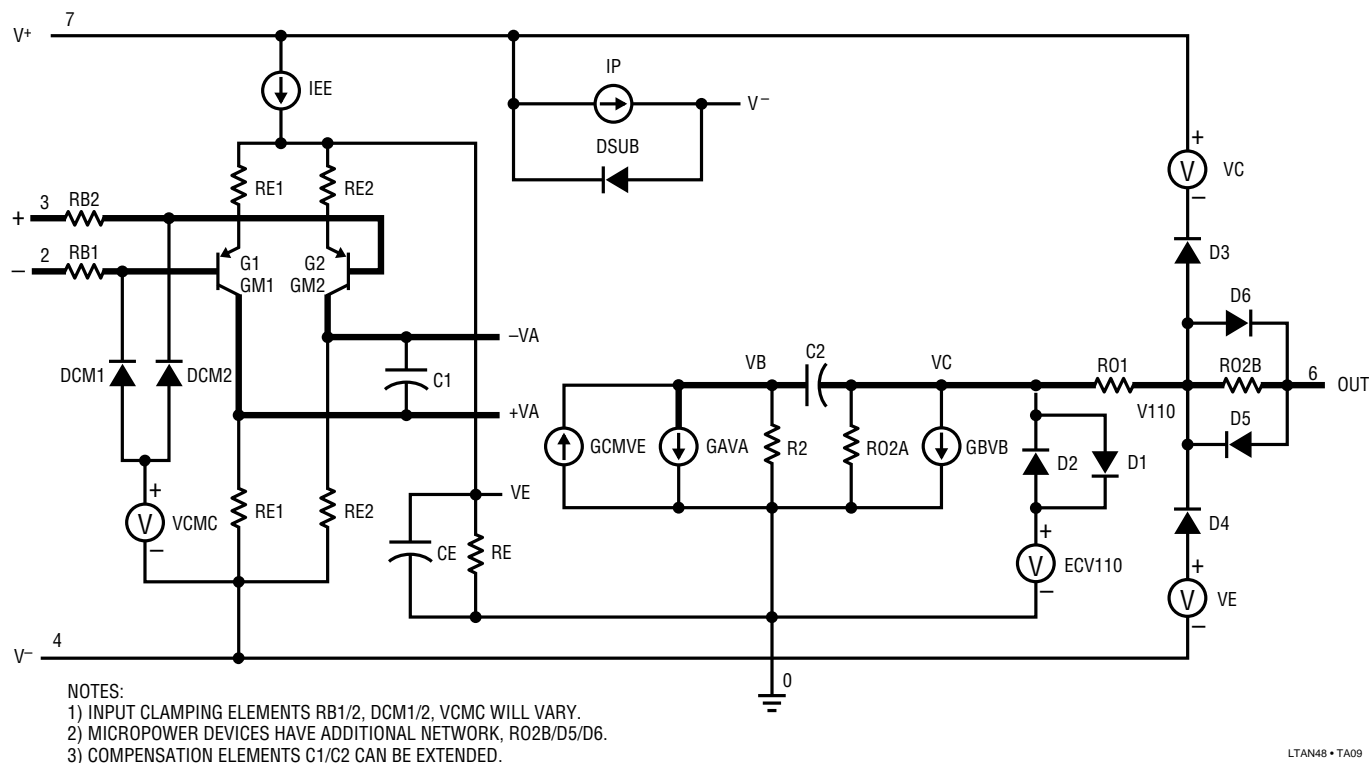 7
V+
IP
IEE
V−
DSUB
+
VC
V
−
RE1
RE2
3
RB2
+
D3
2
RB1
−
G1
GM1
G2
GM2
D6
−VA
DCM1
DCM2
C1
VB
C2
VC
RO1
RO2B
6
OUT
+VA
V110
D5
GCMVE
GAVA
R2
RO2A
GBVB
D2
D1
+
V
VCMC
−
RE1
RE2
VE
D4
CE
RE
+
V
ECV110
−
+
V
VE
−
4
V−
0
NOTES:
1) INPUT CLAMPING ELEMENTS RB1/2, DCM1/2, VCMC WILL VARY.
2) MICROPOWER DEVICES HAVE ADDITIONAL NETWORK, RO2B/D5/D6.
3) COMPENSATION ELEMENTS C1/C2 CAN BE EXTENDED.
LTAN48 • TA09